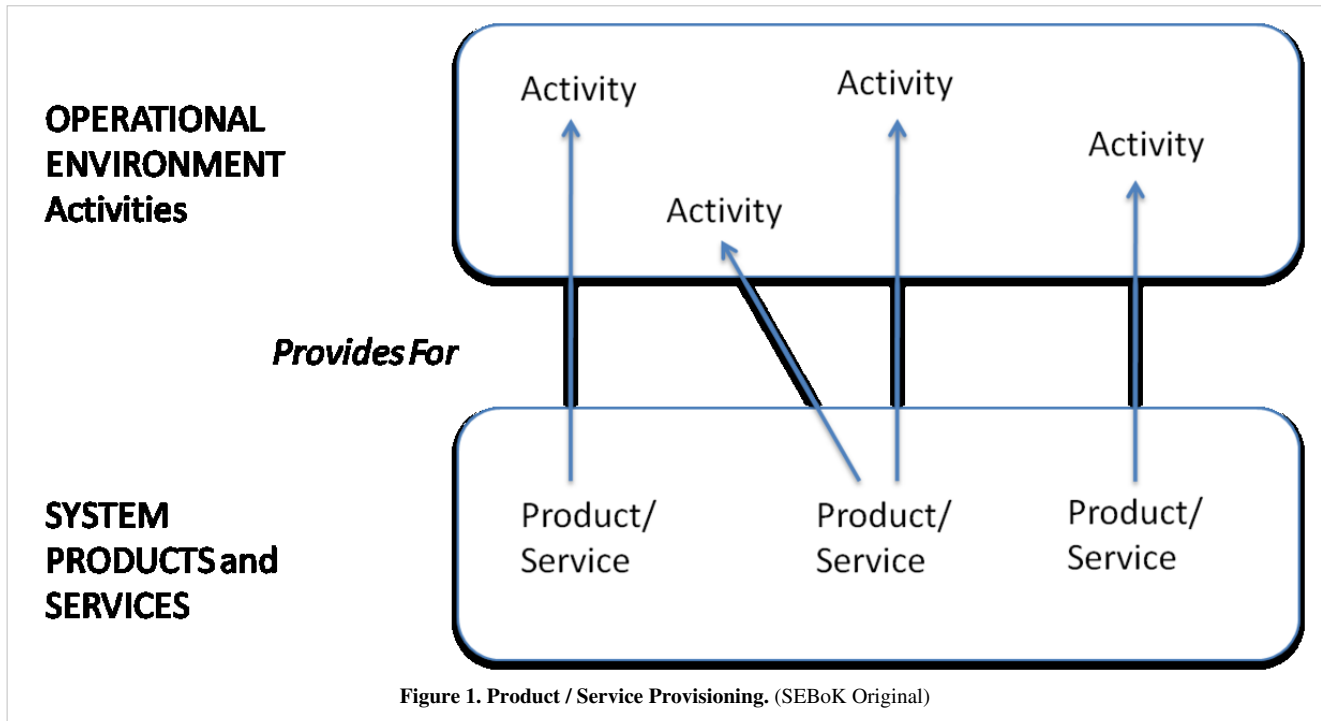 OPERATIONAL
ENVIRONMENT
Activities
Activity
Activity
Activity
Activity
Provides For
SYSTEM
PRODUCTS and
SERVICES
Product/
Service
Product/
Service
Product/
Service
Figure 1. Product / Service Provisioning. (SEBoK Original)